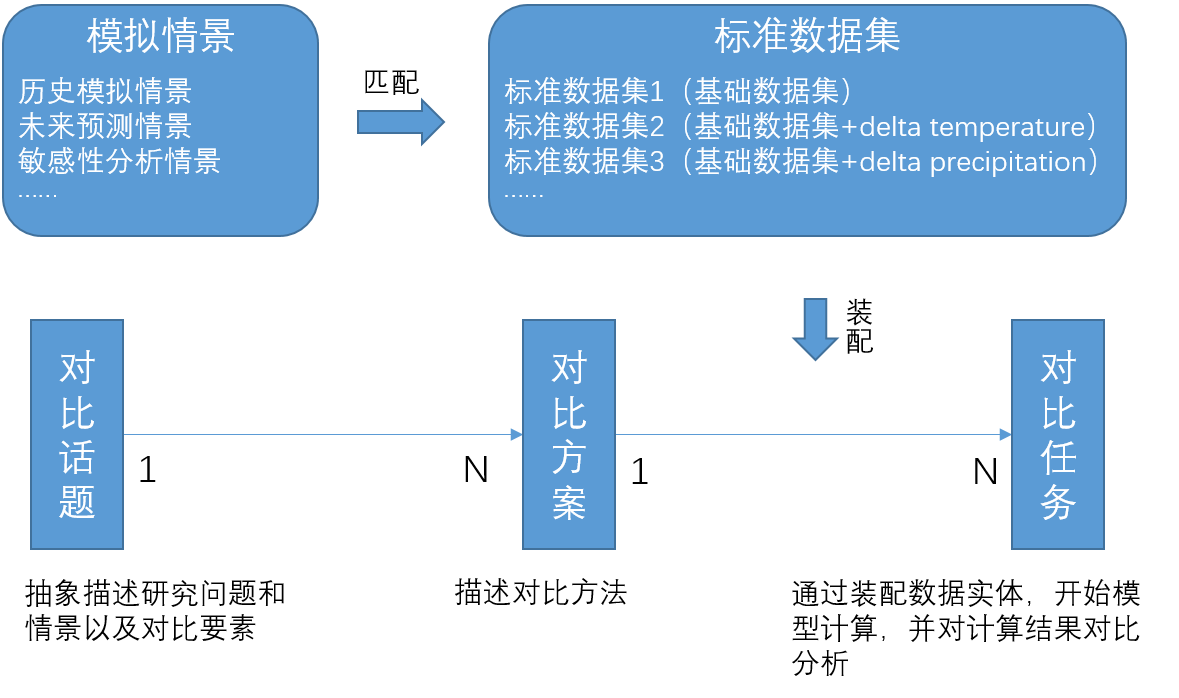 模拟情景
历史模拟情景
未来预测情景
敏感性分析情景
……
匹配
标准数据集
标准数据集1（基础数据集）
标准数据集2（基础数据集+delta temperature）
标准数据集3（基础数据集+delta precipitation）
……
装
配
对
比
话
题
1
N
对
比
方
案
1
N
对
比
任
务
抽象描述研究问题和
情景以及对比要素
描述对比方法
通过装配数据实体，开始模
型计算，并对计算结果对比
分析